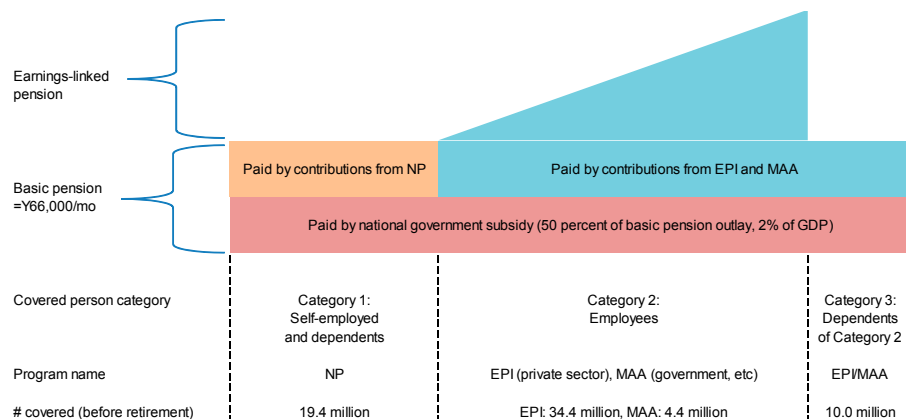 Earnings-linked
pension
Paid by contributions from NP
Paid by contributions from EPI and MAA
Basic pension
=Y66,000/mo
Paid by national government subsidy (50 percent of basic pension outlay, 2% of GDP)
Covered person category
Category 1:
Self-employed
and dependents
Category 2:
Employees
Category 3:
Dependents
of Category 2
Program name
NP
EPI (private sector), MAA (government, etc)
EPI/MAA
# covered (before retirement)
19.4 million
EPI: 34.4 million, MAA: 4.4 million
10.0 million